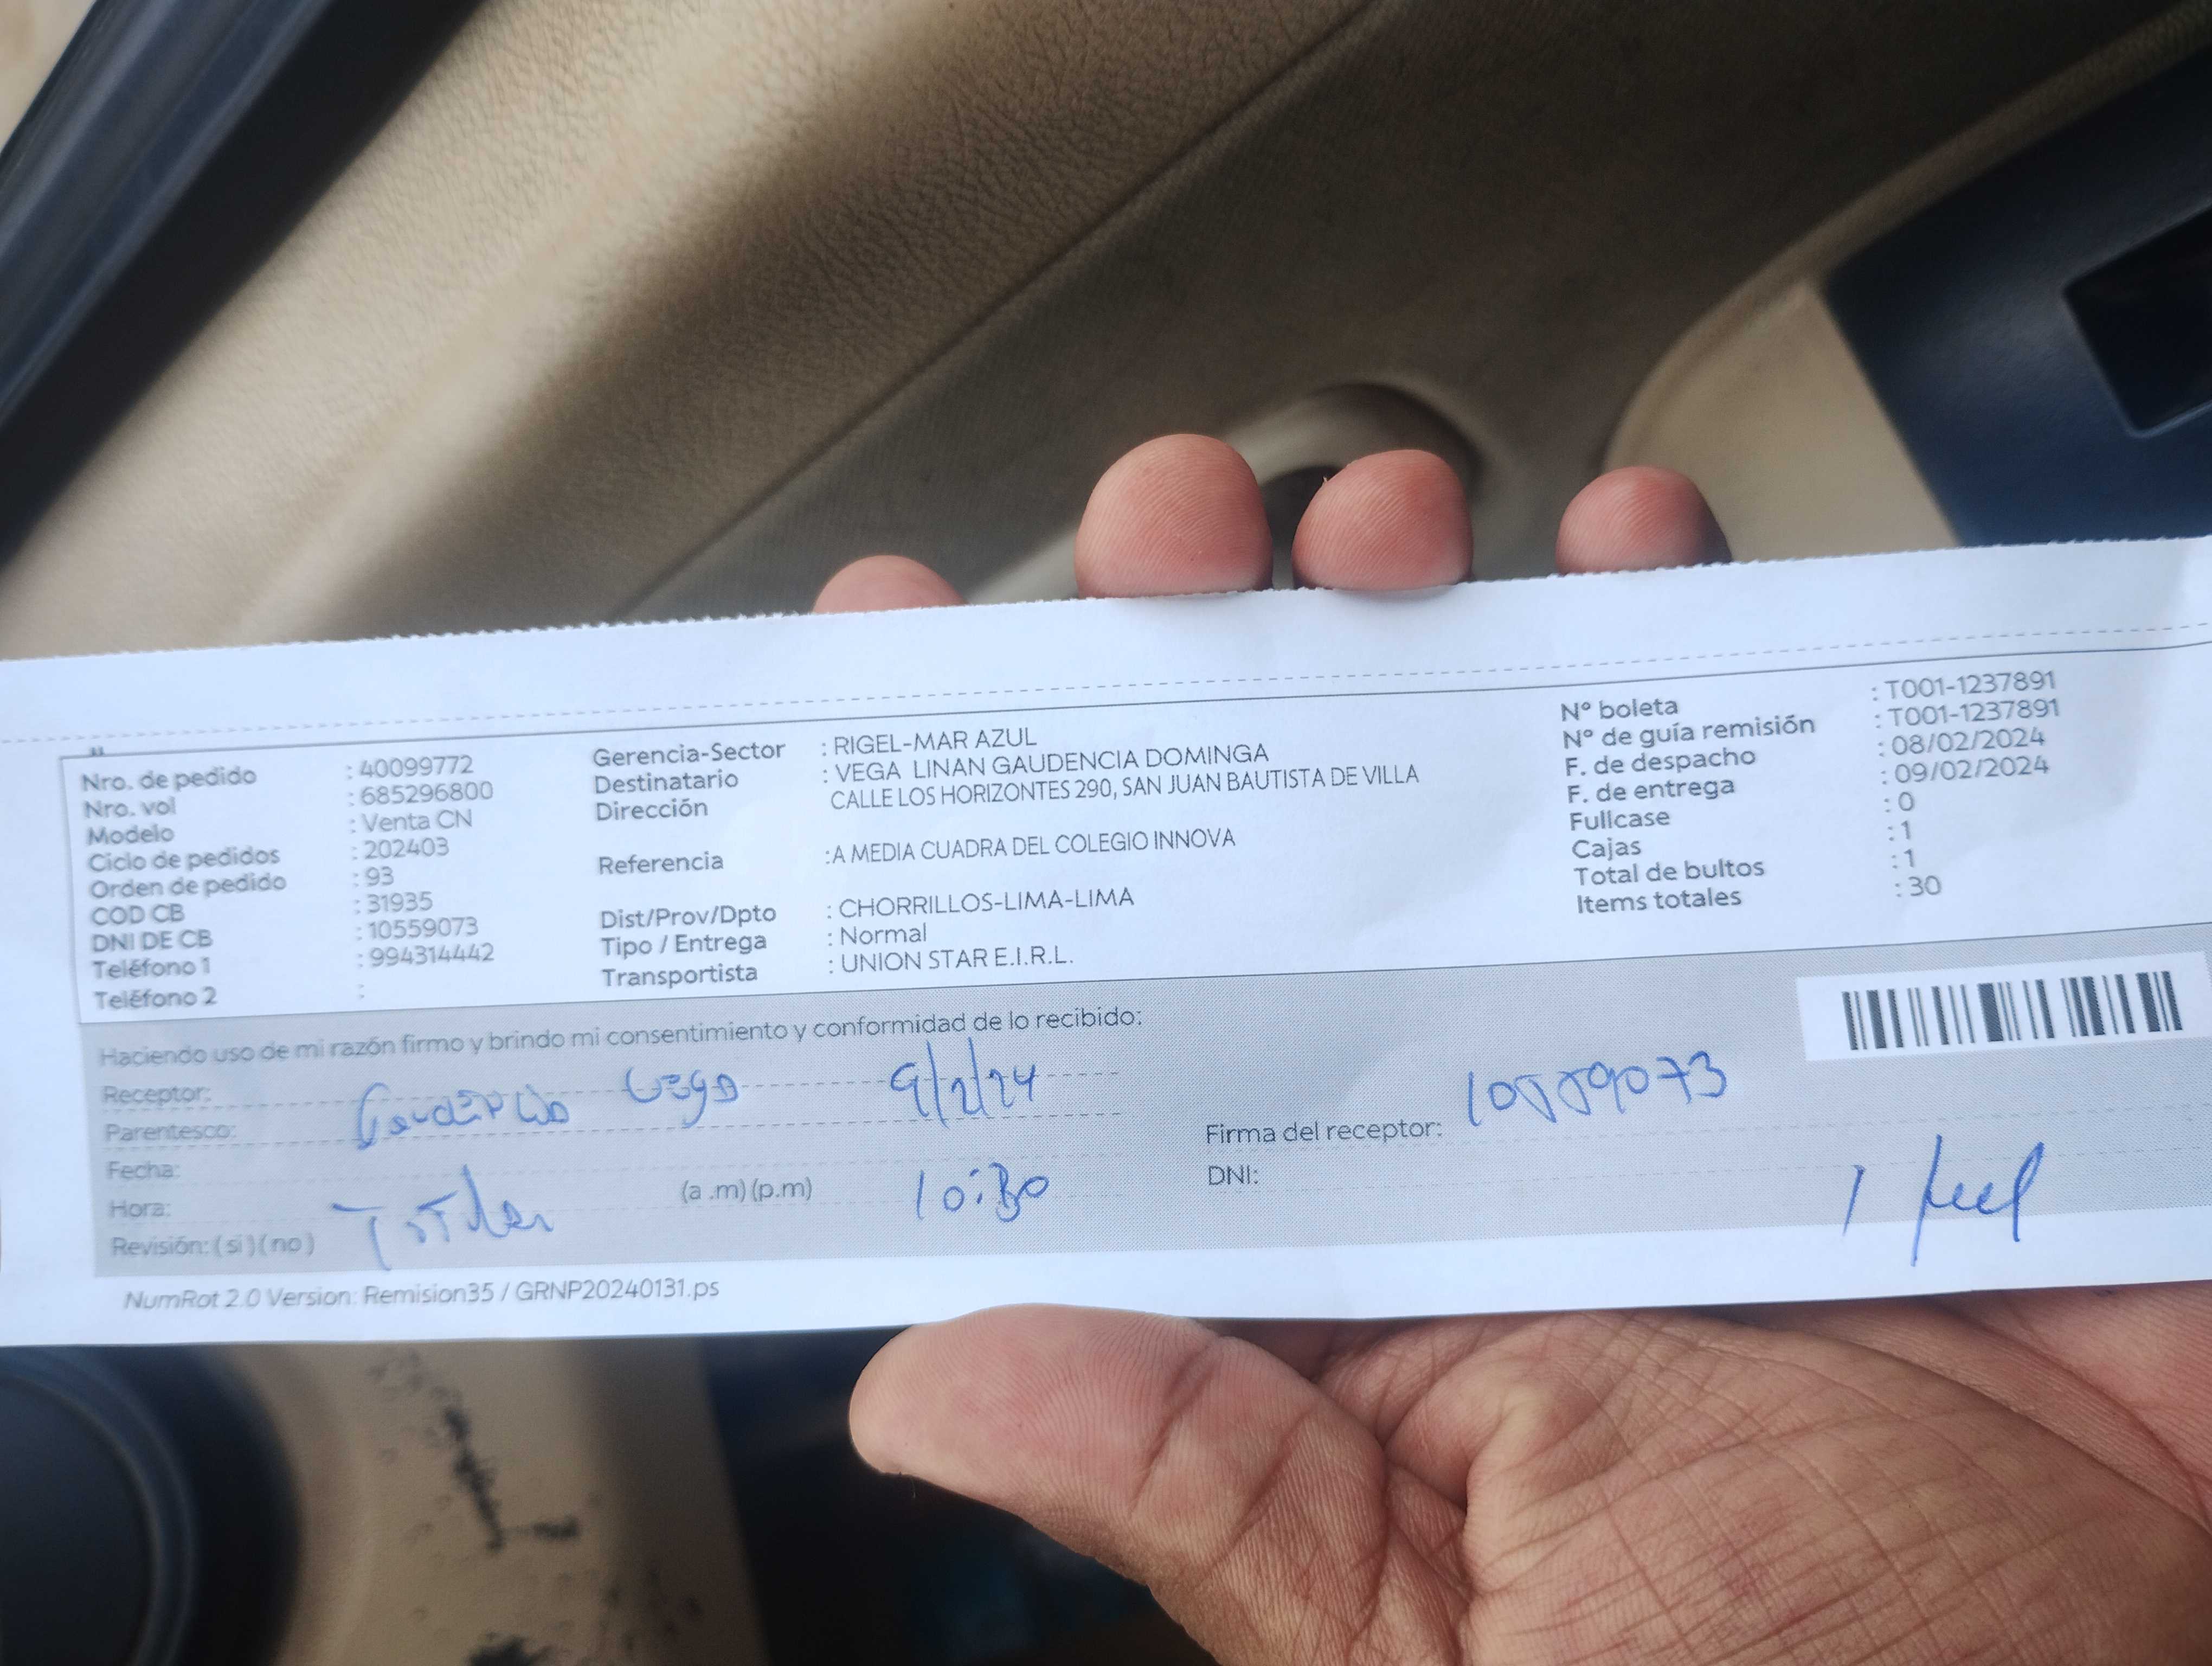 Nro. de pedido : 40099772
Nro. vol : 685296800
Modelo : Venta CN
Ciclo de pedidos : 202403
Orden de pedido : 93
COD CB : 31935
DNI DE CB : 10559073
Teléfono 1 : 994314442
Teléfono 2 :
Gerencia-Sector : RIGEL-MAR AZUL
Destinatario : VEGA LINAN GAUDENCIA DOMINGA
Dirección CALLE LOS HORIZONTES 290, SAN JUAN BAUTISTA DE VILLA
Referencia :A MEDIA CUADRA DEL COLEGIO INNOVA
Dist/Prov/Dpto : CHORRILLOS-LIMA-LIMA
Tipo / Entrega : Normal
Transportista : UNION STAR E.I.R.L.
Nº boleta : T001-1237891
Nº de guía remisión : T001-1237891
F. de despacho : 08/02/2024
F. de entrega : 09/02/2024
Fullcase : 0
Cajas : 1
Total de bultos : 1
Items totales : 30
Haciendo uso de mi razón firmo y brindo mi consentimiento y conformidad de lo recibido:
Receptor: Vega 9/2/24
Parentesco:
Fecha:
Hora: (a .m) (p.m) 10:30
Revisión: ( si ) ( no )
Firma del receptor: 10559073
DNI:
NumRot 2.0 Version: Remision35 / GRNP20240131.ps